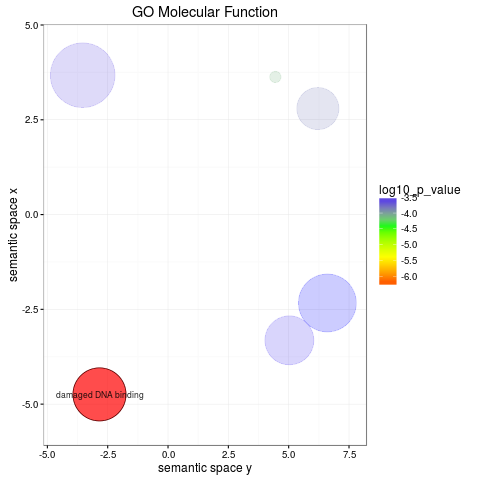 GO Molecular Function
5.0
2.5
0.0
-2.5
-5.0
semantic space x
damaged DNA binding
-5.0 -2.5 0.0 2.5 5.0 7.5
semantic space y
log10_p_value
-3.5
-4.0
-4.5
-5.0
-5.5
-6.0